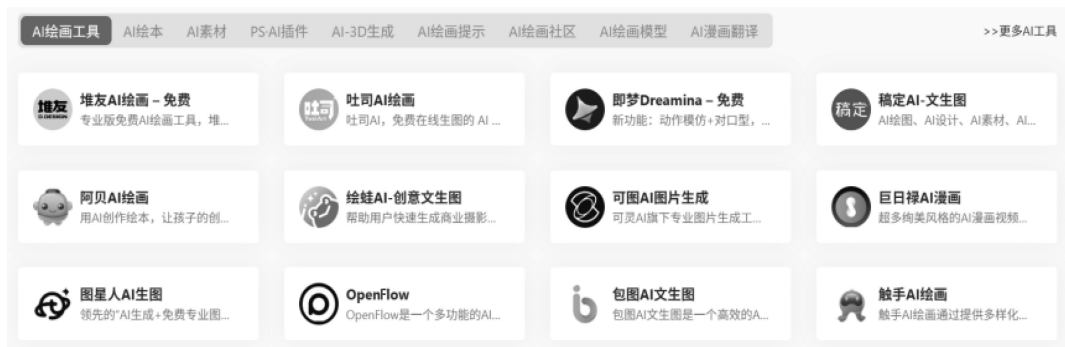 AI绘画工具 AI绘本 AI素材 PS·AI插件 AI-3D生成 AI绘画提示 AI绘画社区 AI绘画模型 AI漫画翻译 >>更多AI工具
堆友 A.DESIGN 堆友AI绘画 – 免费
专业版免费AI绘画工具，堆...
吐司 TusiArt 吐司AI绘画
吐司AI，免费在线生图的 AI ...
即梦Dreamina – 免费
新功能：动作模仿+对口型，...
稿定 稿定AI-文生图
AI绘图、AI设计、AI素材、AI...
阿贝AI绘画
用AI创作绘本，让孩子的创...
绘蛙AI-创意文生图
帮助用户快速生成商业摄影...
可图AI图片生成
可灵AI旗下专业图片生成工...
巨日禄AI漫画
超多绚美风格的AI漫画视频...
图星人AI生图
领先的"AI生成+免费专业图...
OpenFlow
OpenFlow是一个多功能的AI...
包图AI文生图
包图AI文生图是一个高效的A...
触手AI绘画
触手AI绘画通过提供多样化...